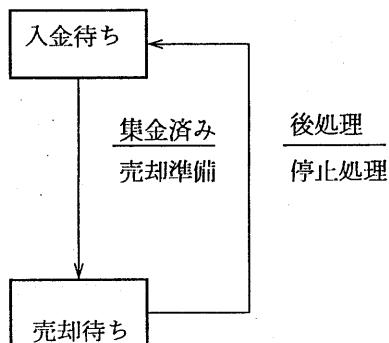 入金待ち
集金済み
売却準備
後処理
停止処理
売却待ち